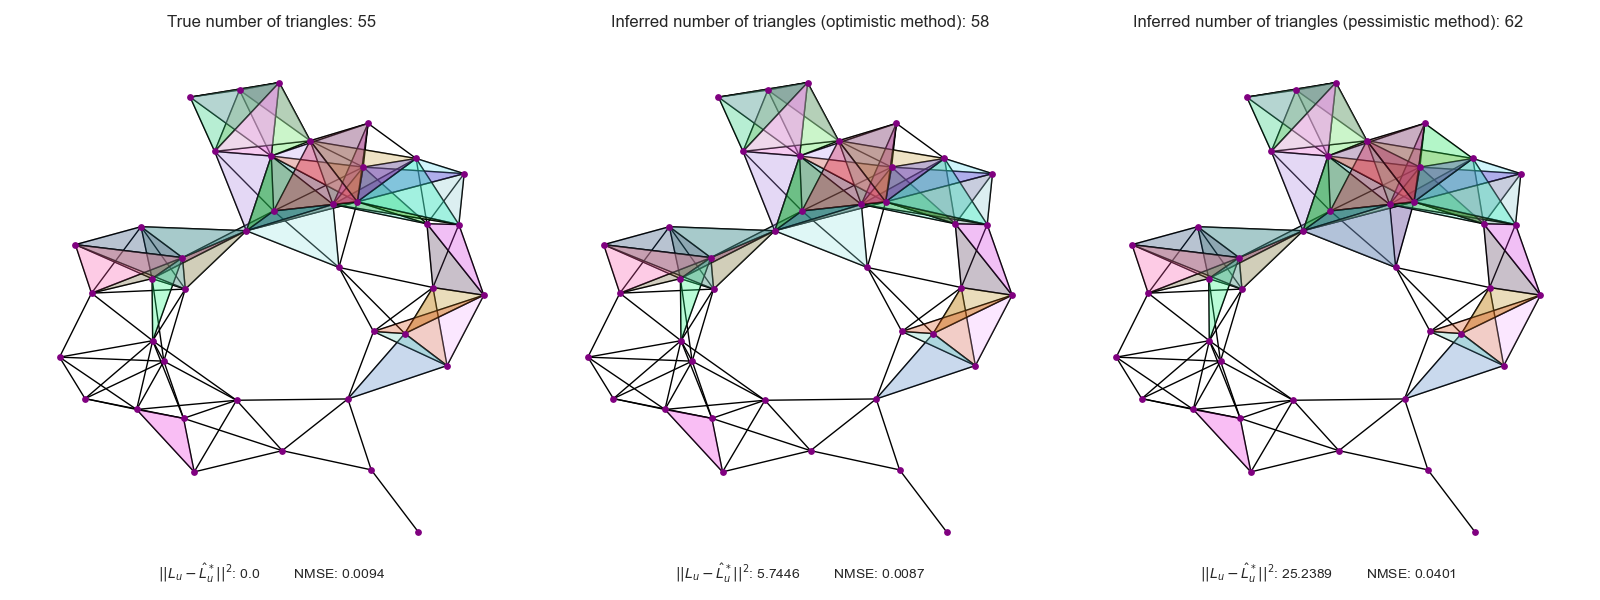 True number of triangles: 55
Inferred number of triangles (optimistic method): 58
Inferred number of triangles (pessimistic method): 62
$||L_u - \hat{L}_u^*||^2$: 0.0 NMSE: 0.0094
$||L_u - \hat{L}_u^*||^2$: 5.7446 NMSE: 0.0087
$||L_u - \hat{L}_u^*||^2$: 25.2389 NMSE: 0.0401